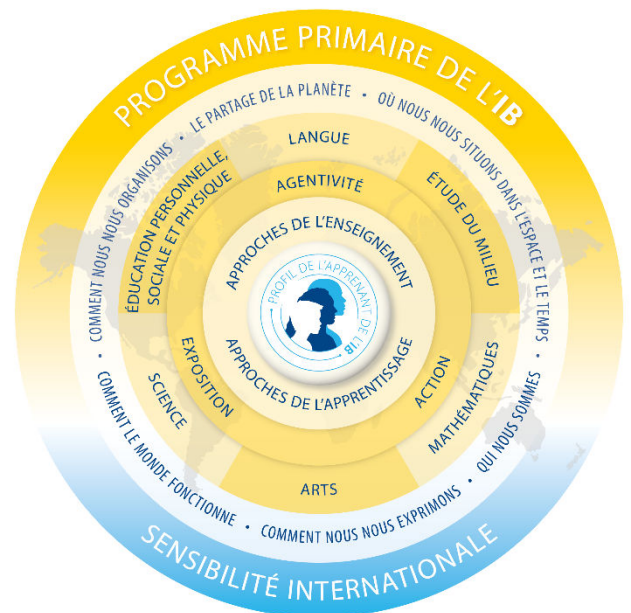 PROGRAMME PRIMAIRE DE L'IB
COMMENT NOUS NOUS ORGANISONS • LE PARTAGE DE LA PLANÈTE • OÙ NOUS NOUS SITUONS DANS L'ESPACE ET LE TEMPS •
LANGUE
ÉTUDE DU MILIEU
ÉDUCATION PERSONNELLE,
SOCIALE ET PHYSIQUE
AGENTIVITÉ
APPROCHES DE L'ENSEIGNEMENT
PROFIL DE L'APPRENANT DE L'IB
APPROCHES DE L'APPRENTISSAGE
EXPOSITION
ACTION
SCIENCE
MATHÉMATIQUES
ARTS
• COMMENT LE MONDE FONCTIONNE • COMMENT NOUS NOUS EXPRIMONS • QUI NOUS SOMMES
SENSIBILITÉ INTERNATIONALE